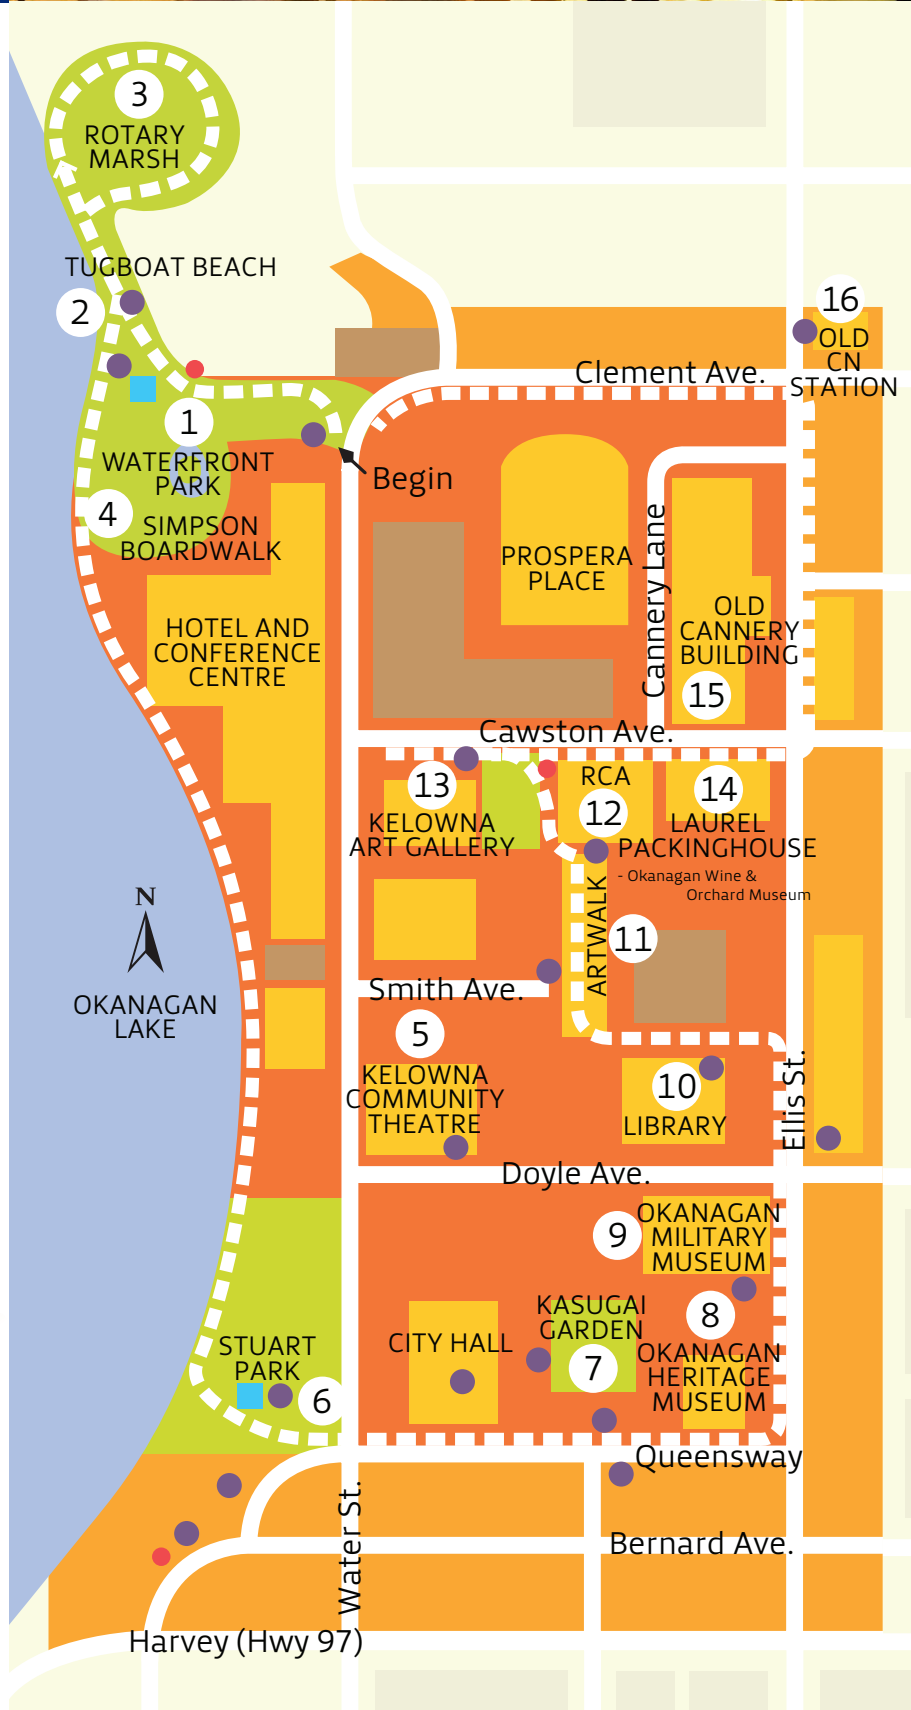 3
ROTARY
MARSH
TUGBOAT BEACH
2
16
OLD
CN
STATION
Clement Ave.
1
WATERFRONT
PARK
Begin
4
SIMPSON
BOARDWALK
PROSPERA
PLACE
Cannery Lane
OLD
CANNERY
BUILDING
15
HOTEL AND
CONFERENCE
CENTRE
Cawston Ave.
13
KELOWNA
ART GALLERY
RCA
12
14
LAUREL
PACKINGHOUSE
- Okanagan Wine &
Orchard Museum
ARTWALK
11
N
OKANAGAN
LAKE
Smith Ave.
5
KELOWNA
COMMUNITY
THEATRE
10
LIBRARY
Ellis St.
Doyle Ave.
9
OKANAGAN
MILITARY
MUSEUM
8
OKANAGAN
HERITAGE
MUSEUM
KASUGAI
GARDEN
7
CITY HALL
STUART
PARK
6
Queensway
Water St.
Bernard Ave.
Harvey (Hwy 97)